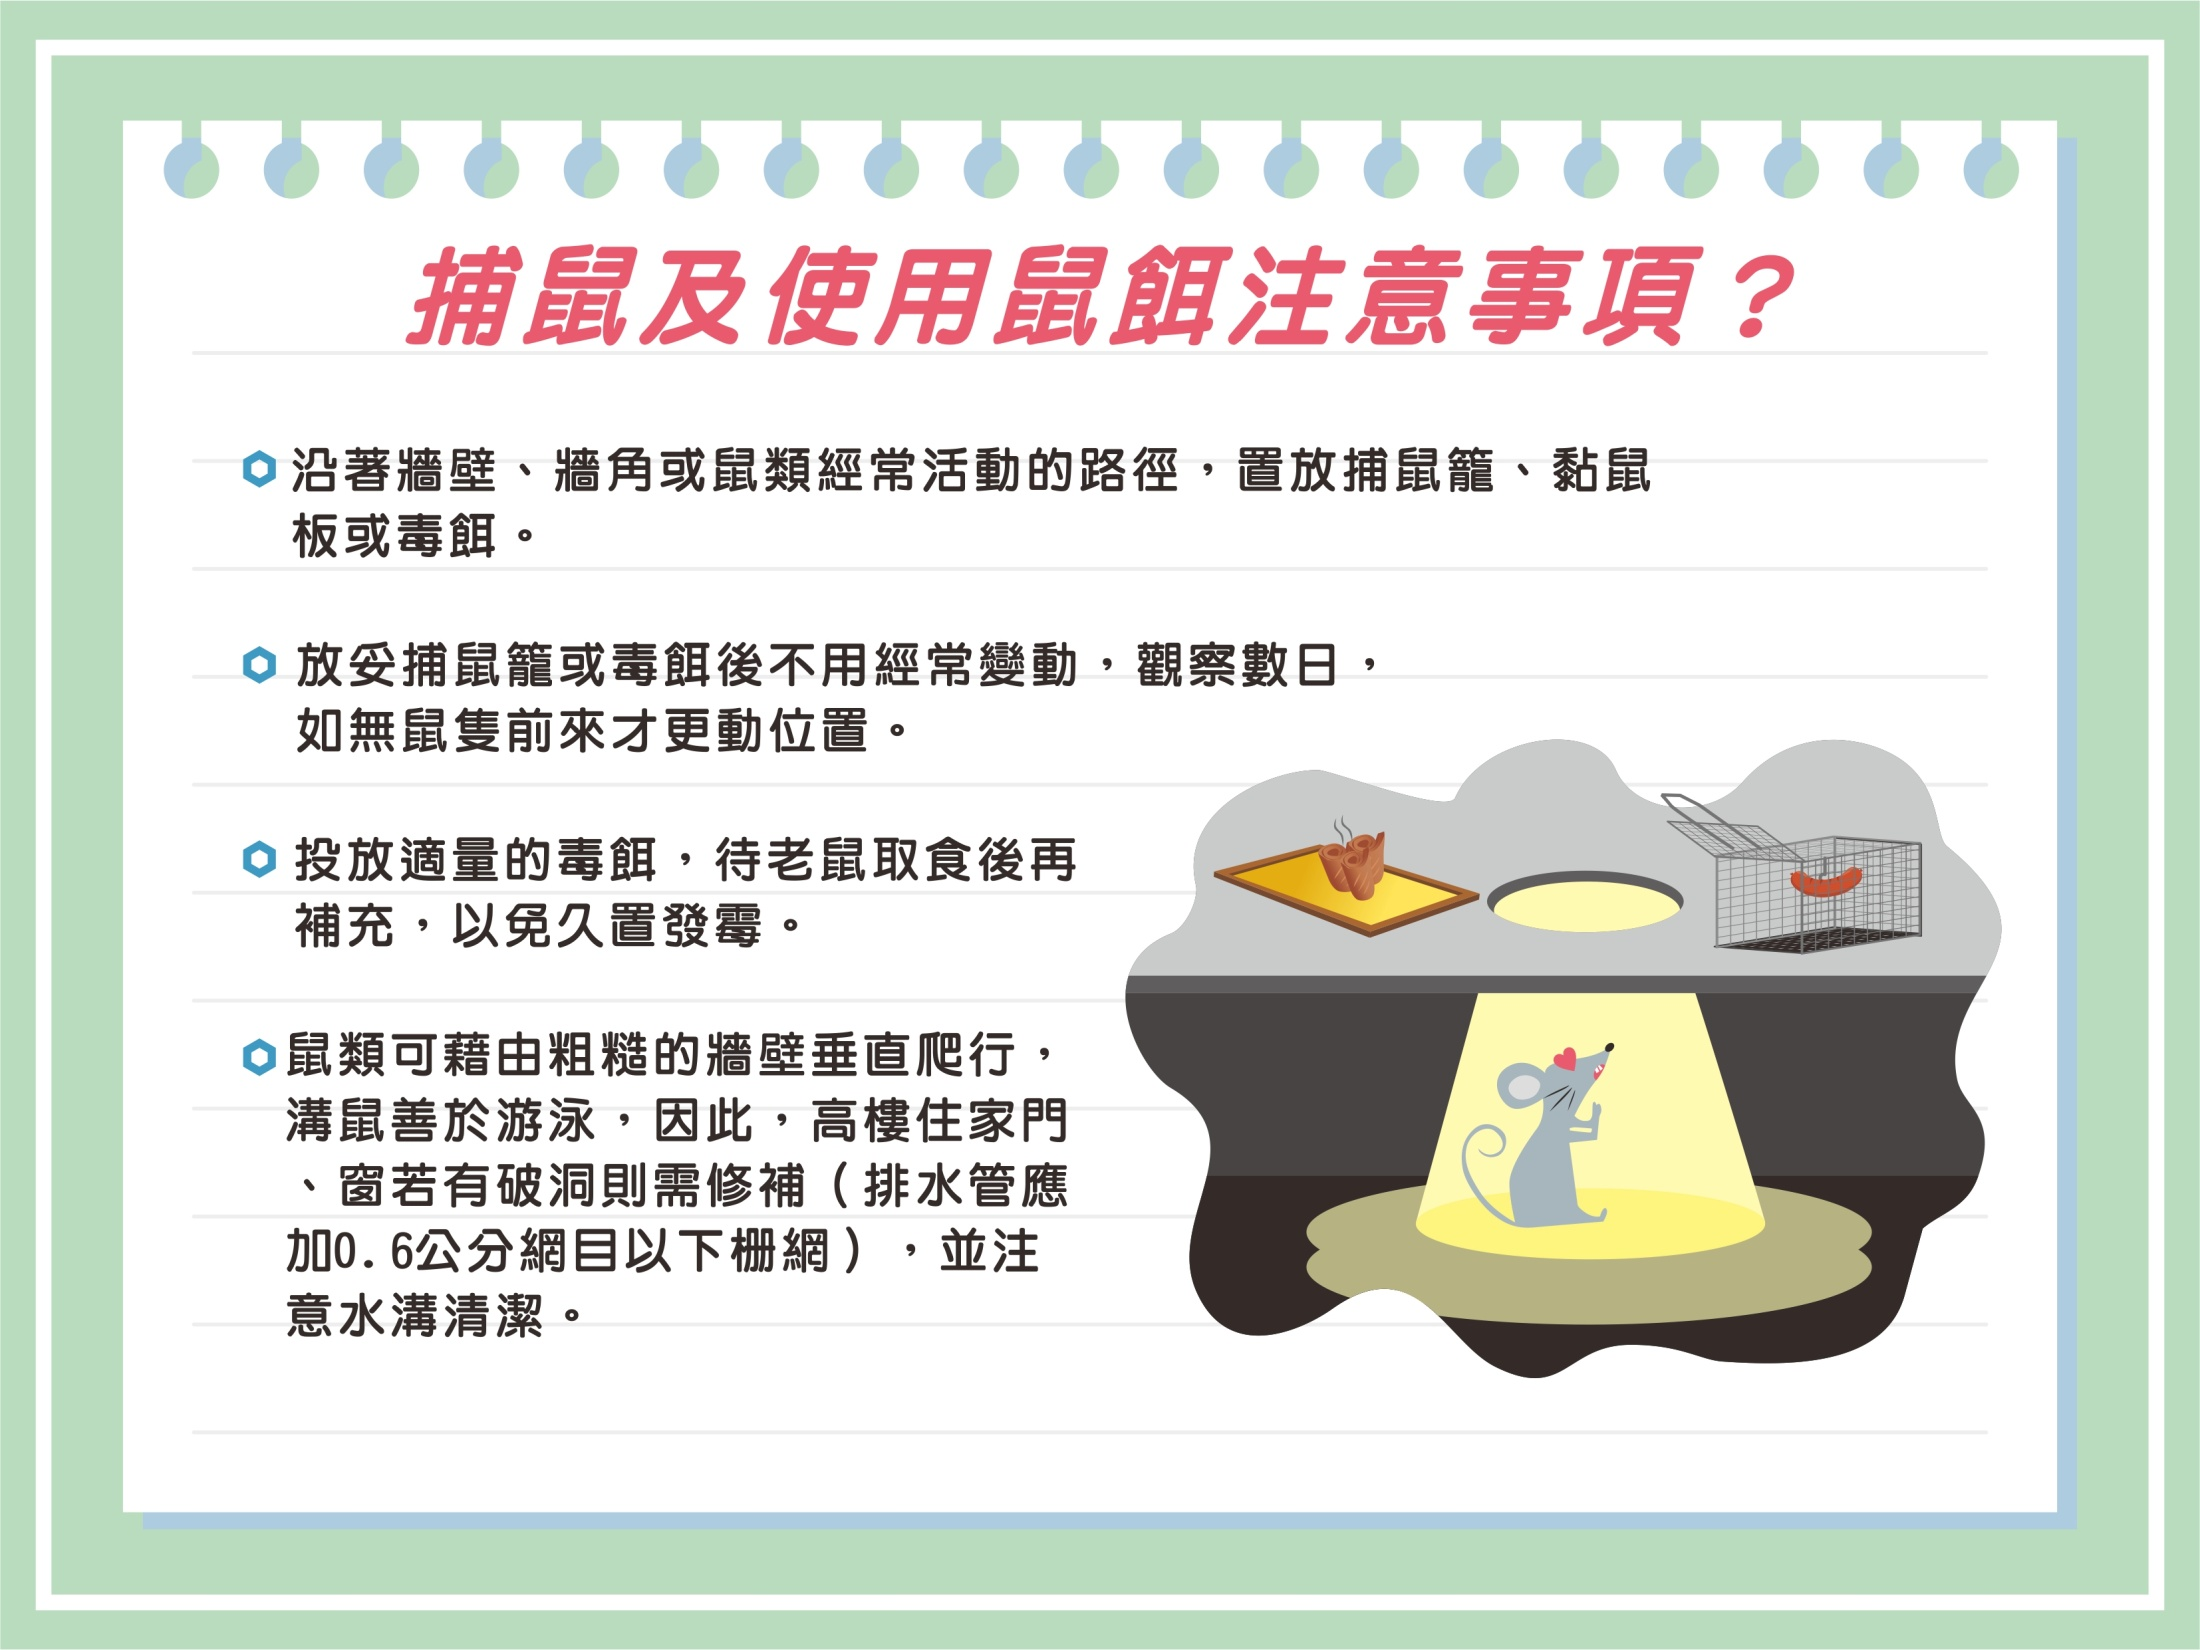 捕鼠及使用鼠餌注意事項？
沿著牆壁、牆角或鼠類經常活動的路徑，置放捕鼠籠、黏鼠
板或毒餌。
放妥捕鼠籠或毒餌後不用經常變動，觀察數日，
如無鼠隻前來才更動位置。
投放適量的毒餌，待老鼠取食後再
補充，以免久置發霉。
鼠類可藉由粗糙的牆壁垂直爬行，
溝鼠善於游泳，因此，高樓住家門
、窗若有破洞則需修補（排水管應
加0.6公分網目以下柵網），並注
意水溝清潔。